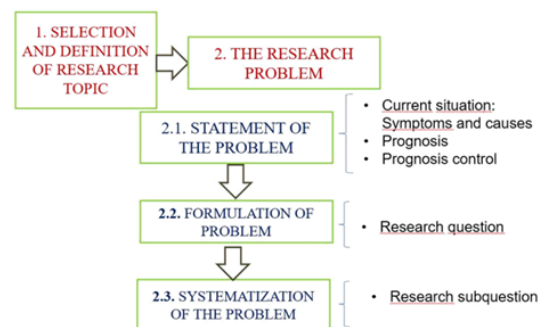 1. SELECTION
AND DEFINITION
OF RESEARCH
TOPIC
2. THE RESEARCH
PROBLEM
2.1. STATEMENT OF
THE PROBLEM
• Current situation:
Symptoms and causes
• Prognosis
• Prognosis control
2.2. FORMULATION OF
PROBLEM
• Research question
2.3. SYSTEMATIZATION
OF THE PROBLEM
• Research subquestion